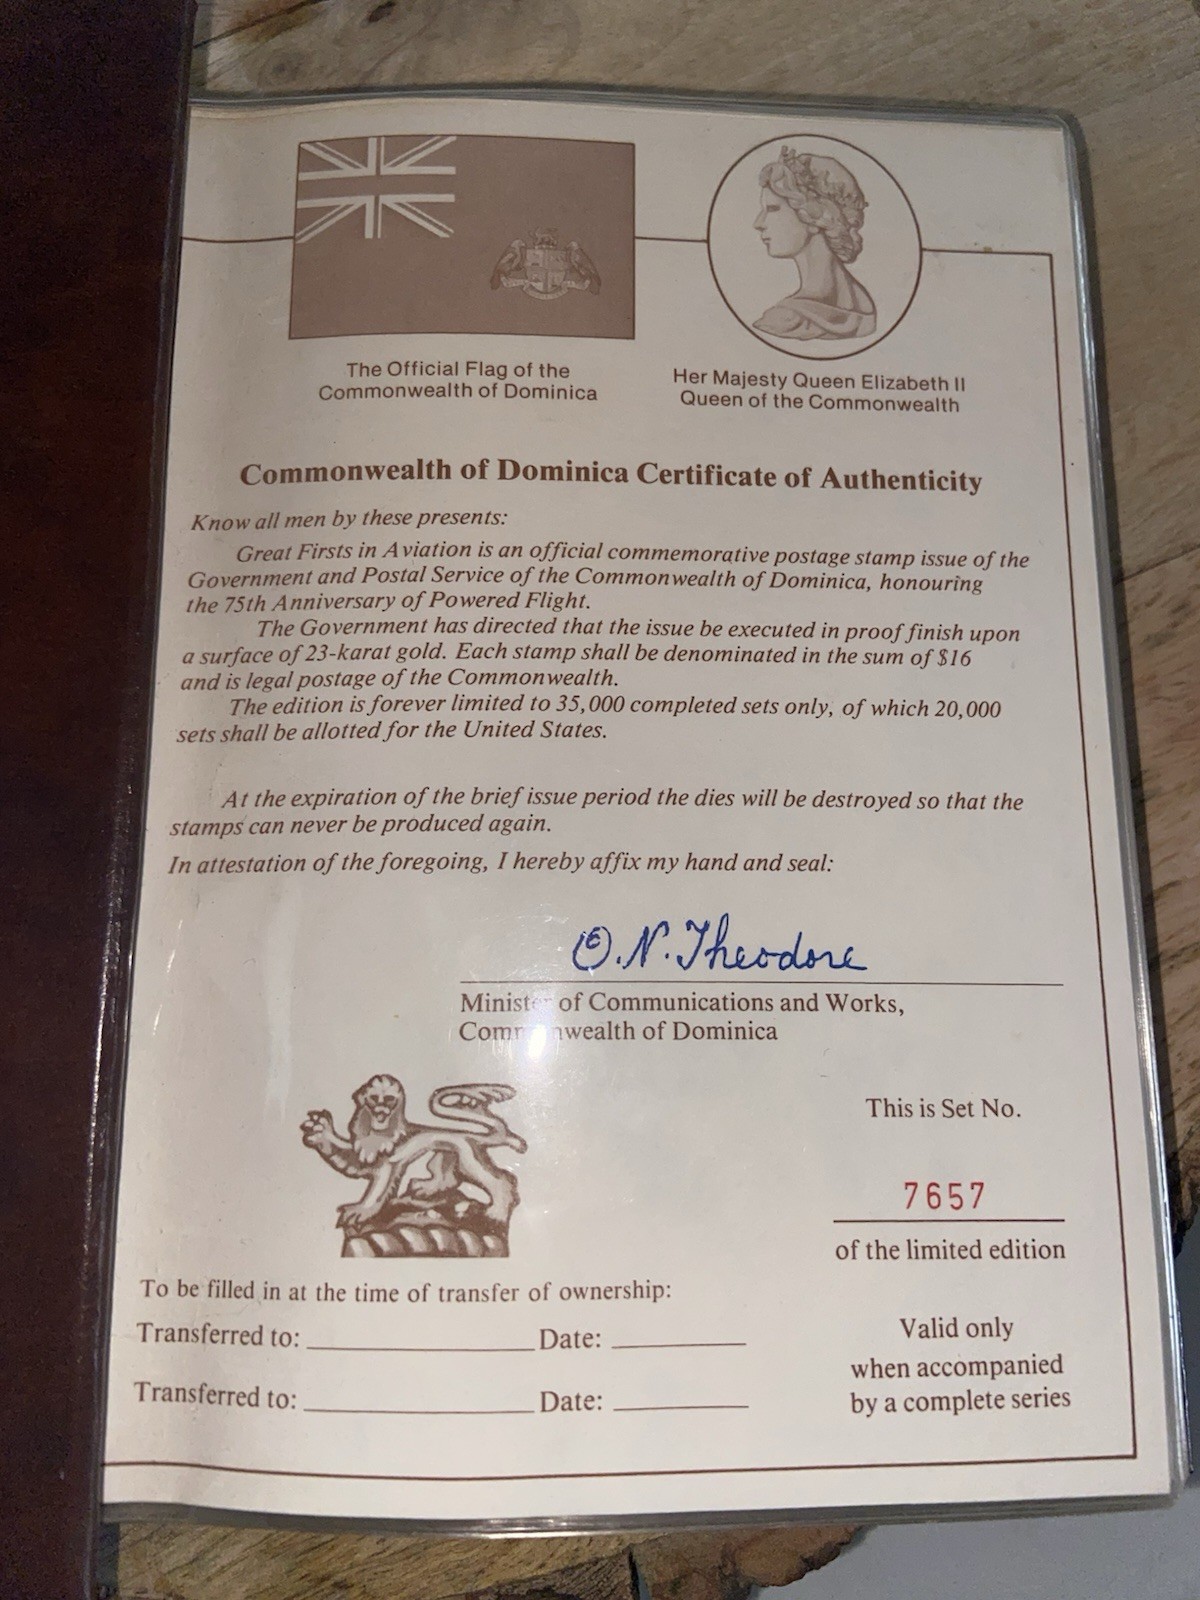 The Official Flag of the
Commonwealth of Dominica
Her Majesty Queen Elizabeth II
Queen of the Commonwealth
Commonwealth of Dominica Certificate of Authenticity
Know all men by these presents:
Great Firsts in Aviation is an official commemorative postage stamp issue of the
Government and Postal Service of the Commonwealth of Dominica, honouring
the 75th Anniversary of Powered Flight.
The Government has directed that the issue be executed in proof finish upon
a surface of 23-karat gold. Each stamp shall be denominated in the sum of $16
and is legal postage of the Commonwealth.
The edition is forever limited to 35,000 completed sets only, of which 20,000
sets shall be allotted for the United States.
At the expiration of the brief issue period the dies will be destroyed so that the
stamps can never be produced again.
In attestation of the foregoing, I hereby affix my hand and seal:
O.N. Theodore
Minister of Communications and Works,
Commonwealth of Dominica
This is Set No.
7657
of the limited edition
To be filled in at the time of transfer of ownership:
Transferred to: Date:
Transferred to: Date:
Valid only
when accompanied
by a complete series